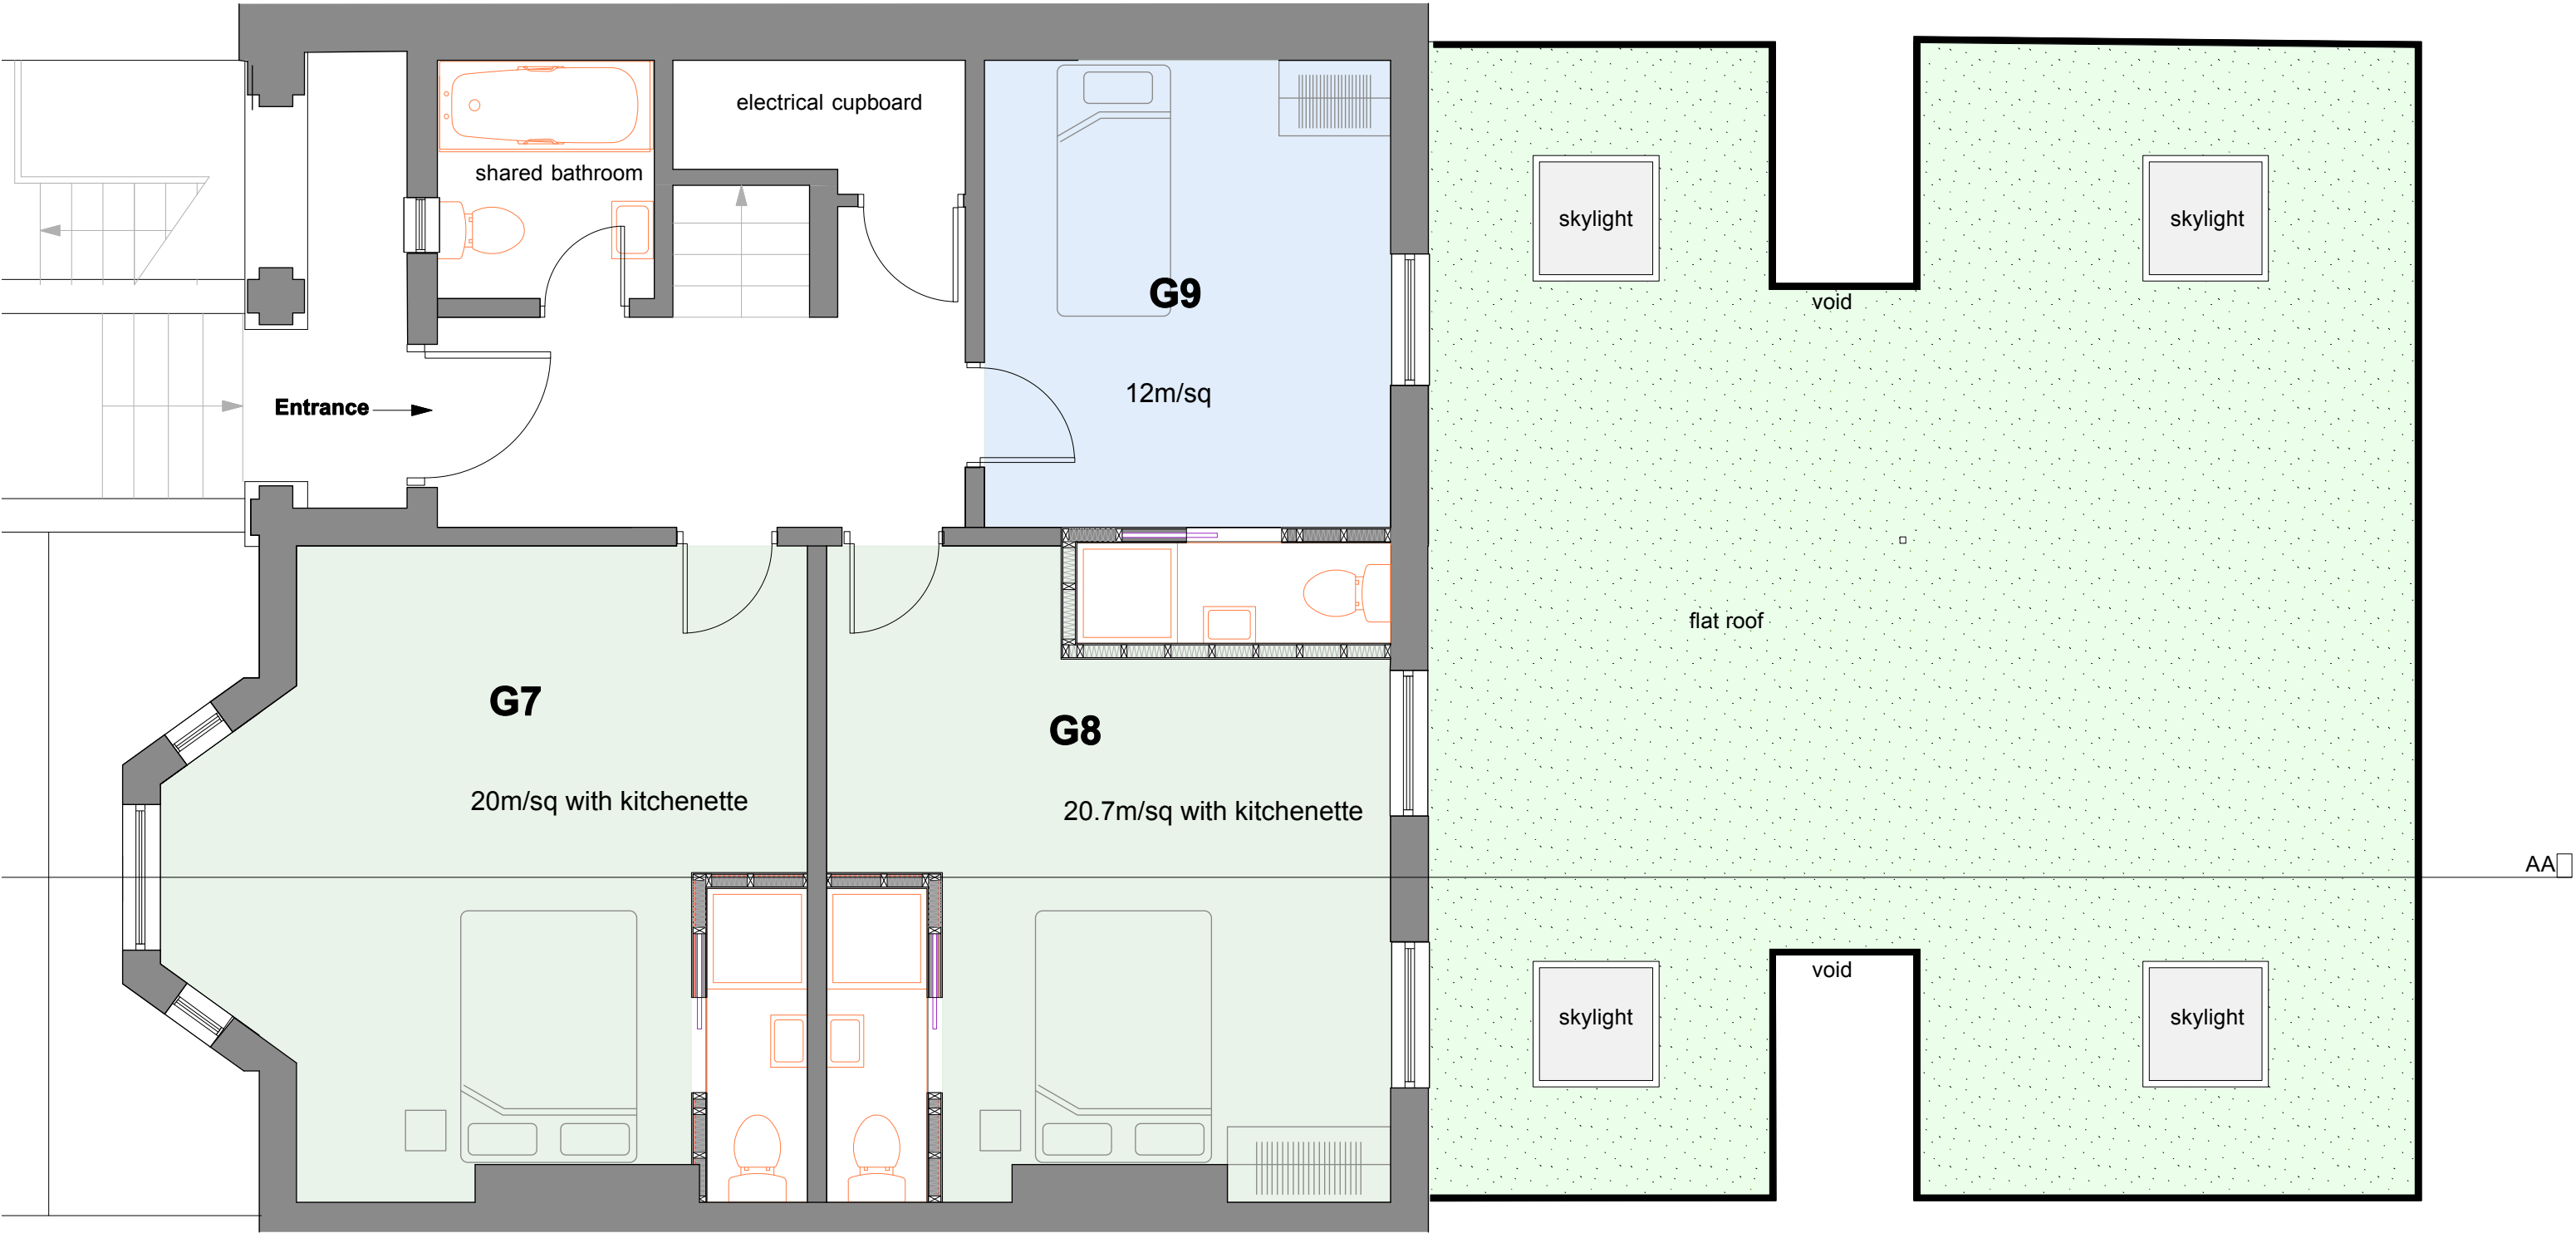 electrical cupboard
shared bathroom
skylight
skylight
G9
void
12m/sq
Entrance
flat roof
G7
G8
20m/sq with kitchenette
20.7m/sq with kitchenette
AA
void
skylight
skylight